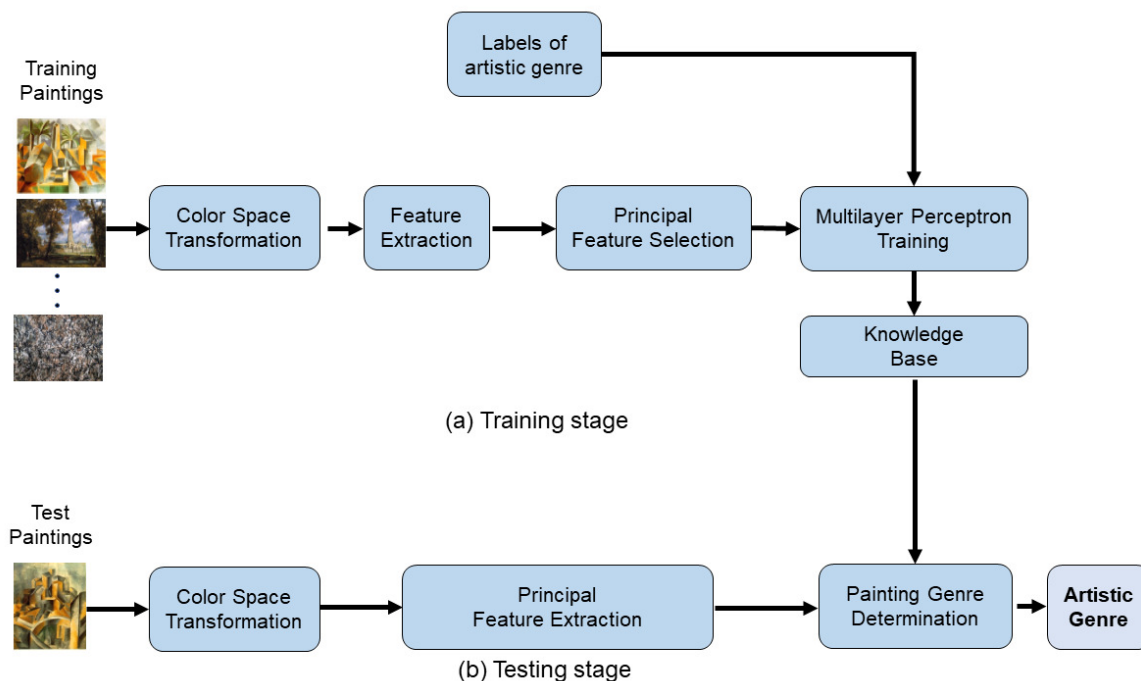 Labels of
artistic genre
Training
Paintings
Color Space
Transformation
Feature
Extraction
Principal
Feature Selection
Multilayer Perceptron
Training
Knowledge
Base
(a) Training stage
Test
Paintings
Color Space
Transformation
Principal
Feature Extraction
Painting Genre
Determination
Artistic
Genre
(b) Testing stage